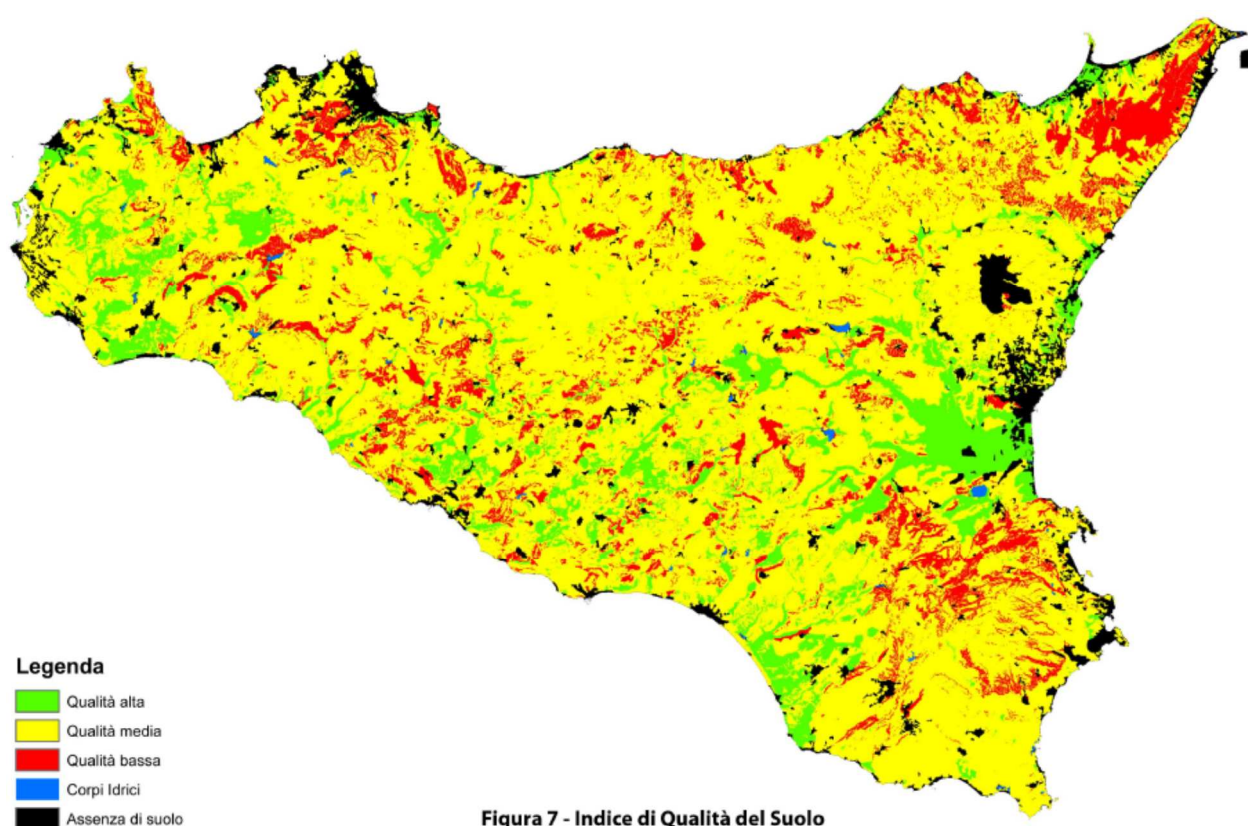 Legenda
Qualità alta
Qualità media
Qualità bassa
Corpi Idrici
Assenza di suolo
Figura 7 - Indice di Qualità del Suolo